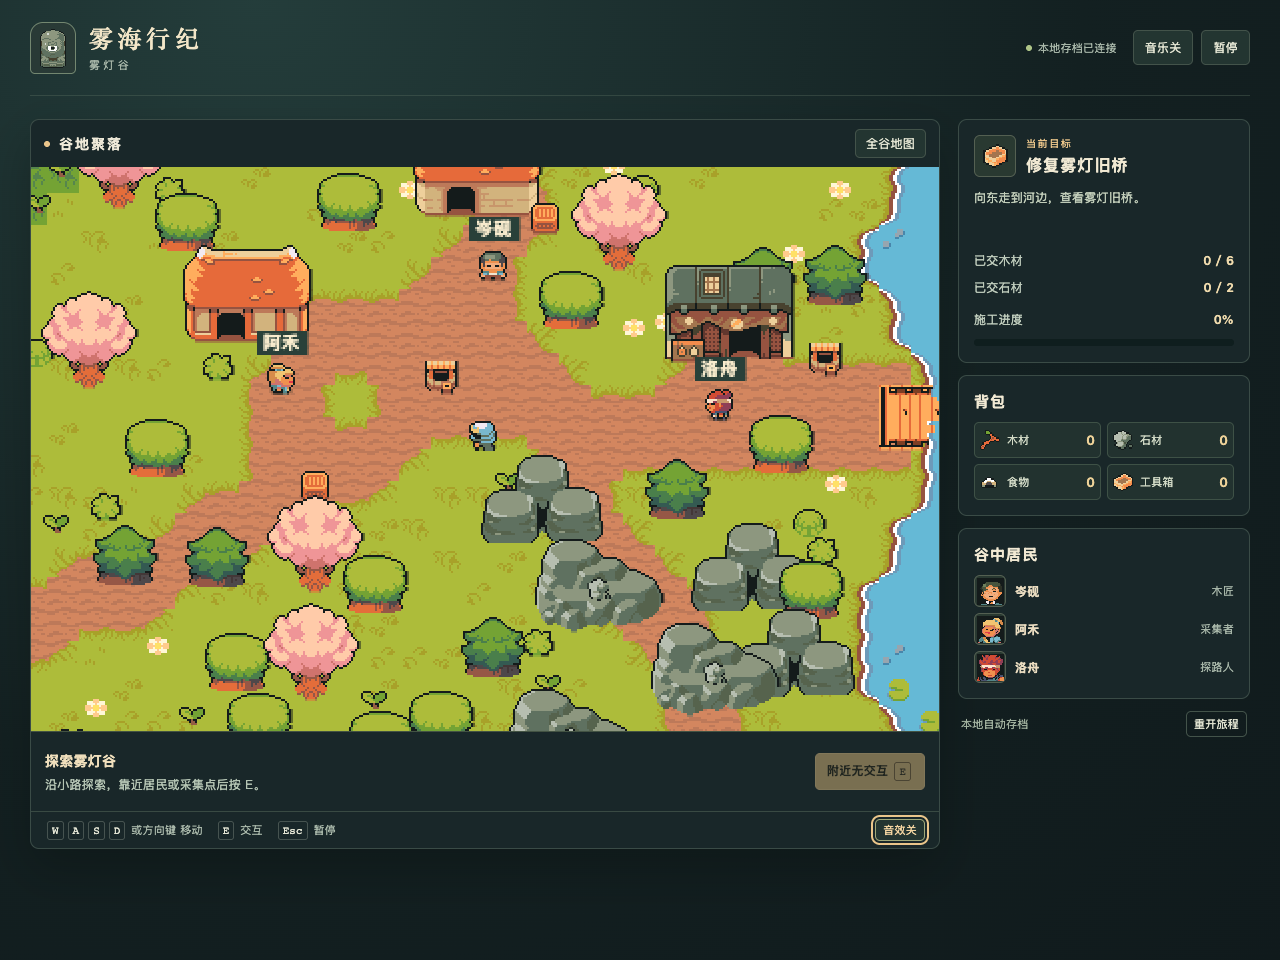 雾海行纪
雾灯谷
本地存档已连接
音乐关
暂停
谷地聚落
全谷地图
岑砚
阿禾
洛舟
探索雾灯谷
沿小路探索，靠近居民或采集点后按 E。
附近无交互 E
W A S D 或方向键 移动 E 交互 Esc 暂停
音效关
当前目标
修复雾灯旧桥
向东走到河边，查看雾灯旧桥。
已交木材 0 / 6
已交石材 0 / 2
施工进度 0%
背包
木材 0 石材 0
食物 0 工具箱 0
谷中居民
岑砚 木匠
阿禾 采集者
洛舟 探路人
本地自动存档 重开旅程